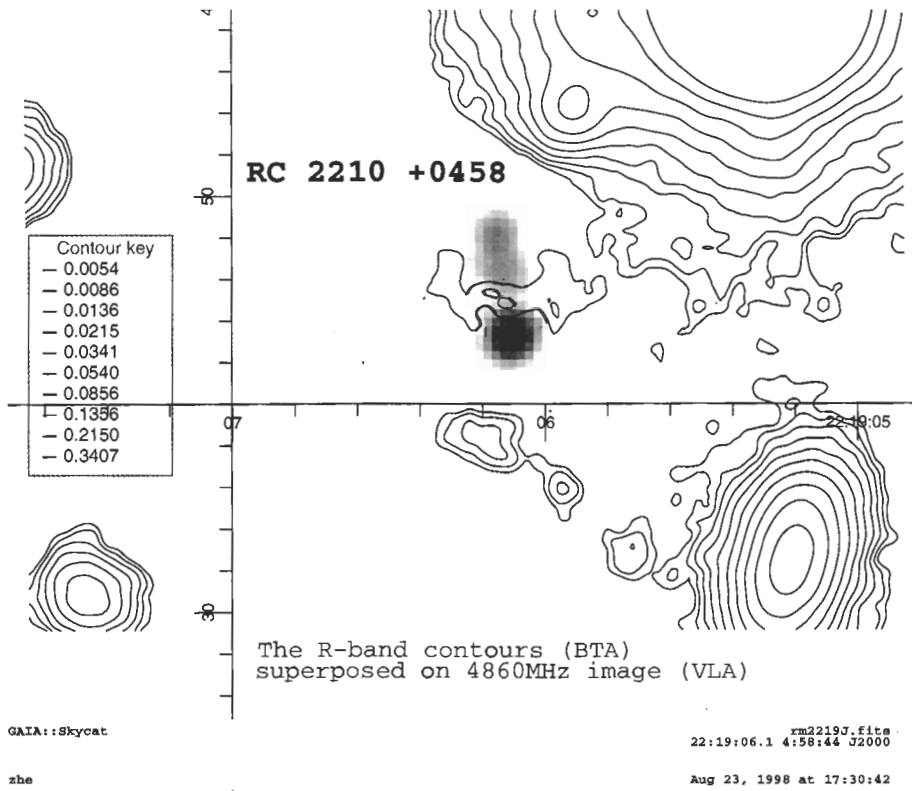 4
RC 2210 +0458
50
Contour key
— 0.0054
— 0.0086
— 0.0136
— 0.0215
— 0.0341
— 0.0540
— 0.0856
— 0.1356
— 0.2150
— 0.3407
07
06
22:19:05
30
The R-band contours (BTA)
superposed on 4860MHz image (VLA)
GAIA::Skycat
rm2219J.fits
22:19:06.1 4:58:44 J2000
zhe
Aug 23, 1998 at 17:30:42